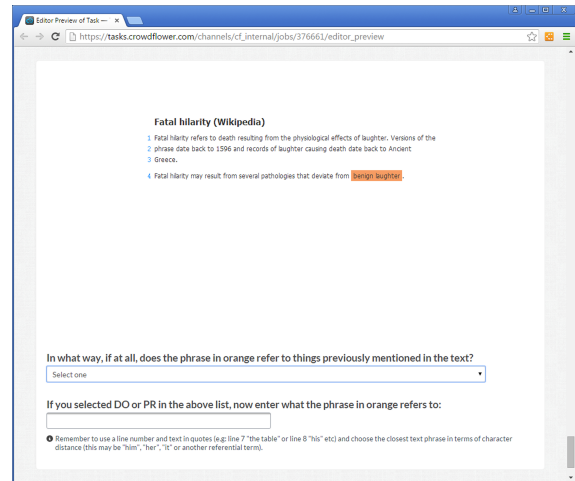 Editor Preview of Task — ×
https://tasks.crowdflower.com/channels/cf_internal/jobs/376661/editor_preview
Fatal hilarity (Wikipedia)
1 Fatal hilarity refers to death resulting from the physiological effects of laughter. Versions of the
2 phrase date back to 1596 and records of laughter causing death date back to Ancient
3 Greece.
4 Fatal hilarity may result from several pathologies that deviate from benign laughter .
In what way, if at all, does the phrase in orange refer to things previously mentioned in the text?
Select one
If you selected DO or PR in the above list, now enter what the phrase in orange refers to:
Remember to use a line number and text in quotes (e.g: line 7 "the table" or line 8 "his" etc) and choose the closest text phrase in terms of character
distance (this may be "him", "her", "it" or another referential term).